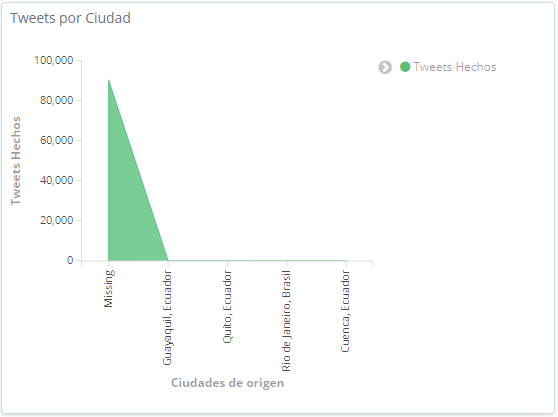 Tweets por Ciudad
Tweets Hechos
100,000
80,000
60,000
40,000
20,000
0
Tweets Hechos
Missing
Guayaquil, Ecuador
Quito, Ecuador
Rio de Janeiro, Brasil
Cuenca, Ecuador
Ciudades de origen